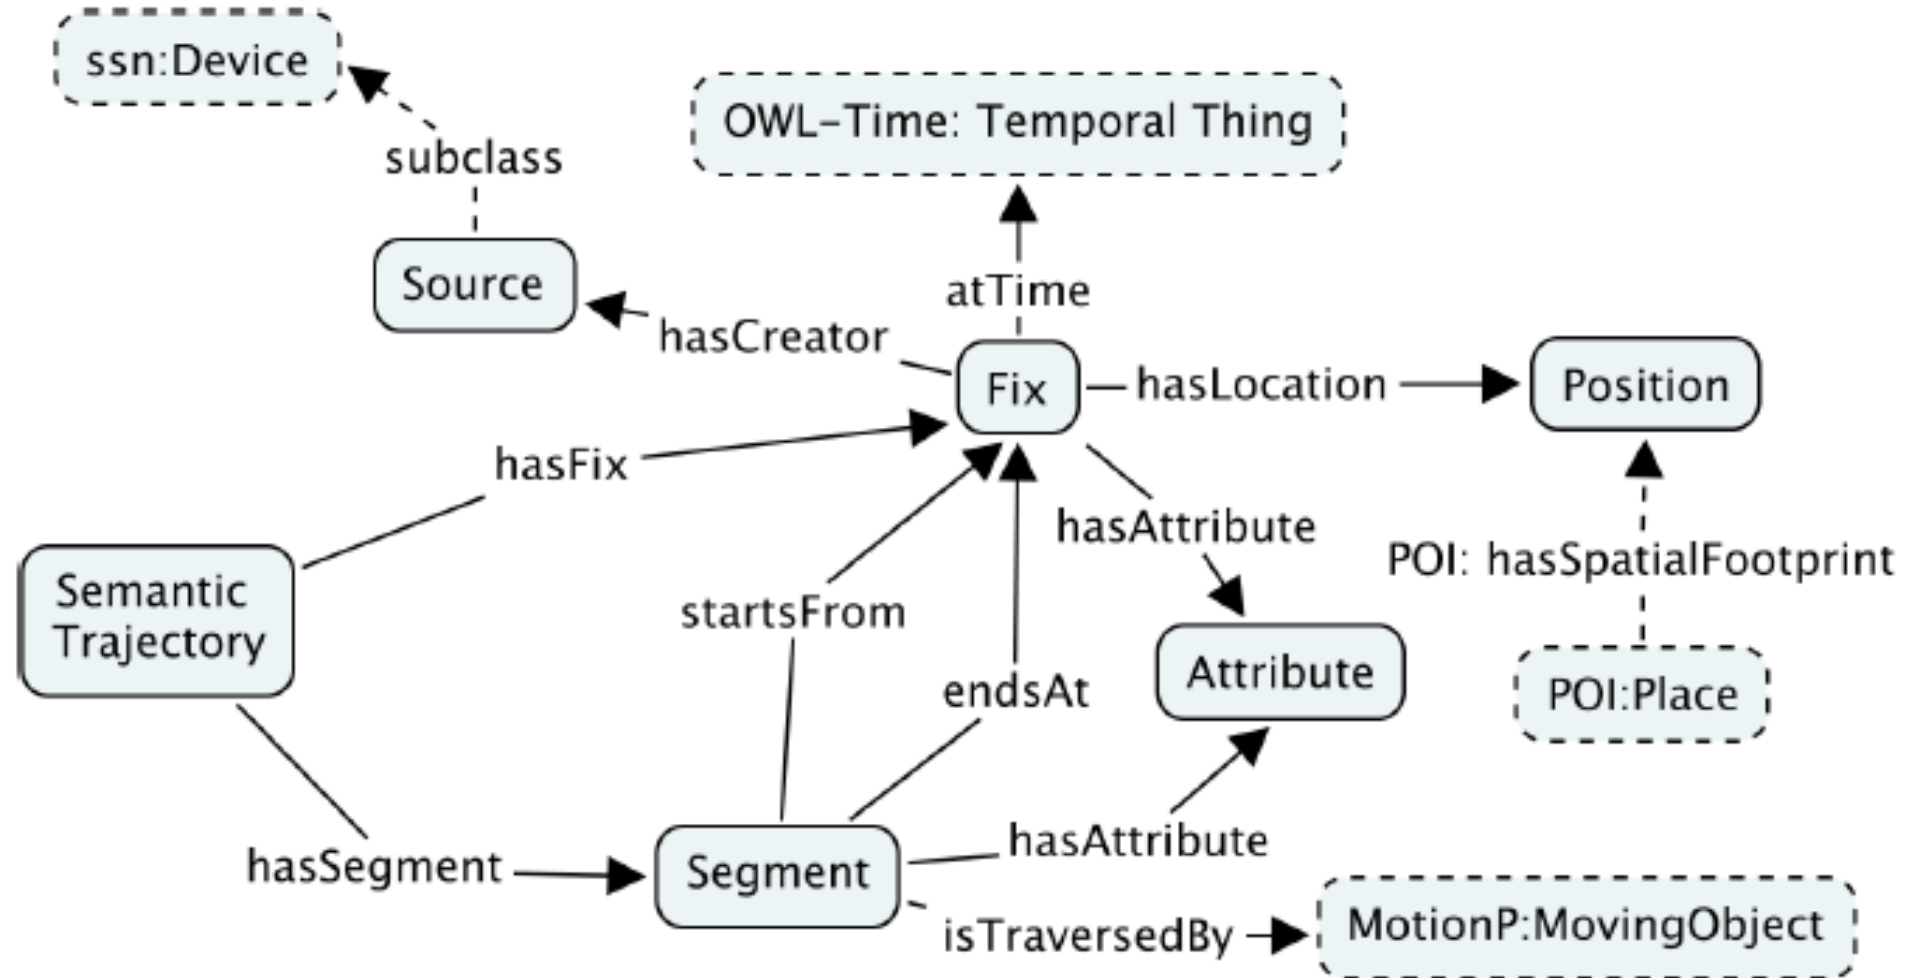 ssn:Device
OWL-Time: Temporal Thing
subclass
Source
atTime
hasCreator
Fix
hasLocation
Position
hasFix
hasAttribute
POI: hasSpatialFootprint
Semantic
Trajectory
startsFrom
endsAt
Attribute
POI:Place
hasSegment
Segment
hasAttribute
isTraversedBy
MotionP:MovingObject